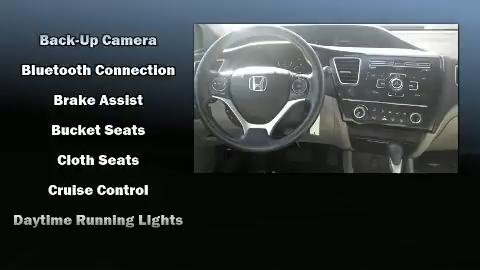 Back-Up Camera
Bluetooth Connection
Brake Assist
Bucket Seats
Cloth Seats
Cruise Control
Daytime Running Lights